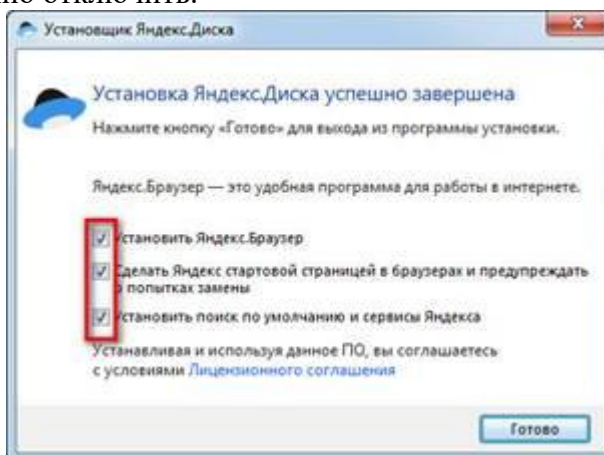 но отключить.
Установщик Яндекс.Диска
Установка Яндекс.Диска успешно завершена
Нажмите кнопку «Готово» для выхода из программы установки.
Яндекс.Браузер — это удобная программа для работы в интернете.
Установить Яндекс.Браузер
Сделать Яндекс стартовой страницей в браузерах и предупреждать
о попытках замены
Установить поиск по умолчанию и сервисы Яндекса
Устанавливая и используя данное ПО, вы соглашаетесь
с условиями Лицензионного соглашения
Готово